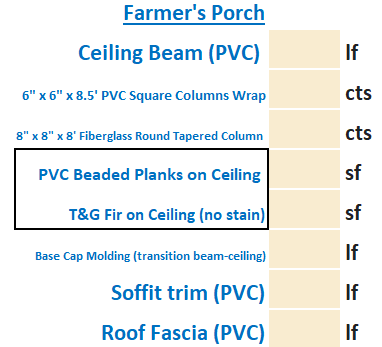 Farmer's Porch
Ceiling Beam (PVC) lf
6" x 6" x 8.5' PVC Square Columns Wrap cts
8" x 8" x 8' Fiberglass Round Tapered Column cts
PVC Beaded Planks on Ceiling sf
T&G Fir on Ceiling (no stain) sf
Base Cap Molding (transition beam-ceiling) lf
Soffit trim (PVC) lf
Roof Fascia (PVC) lf